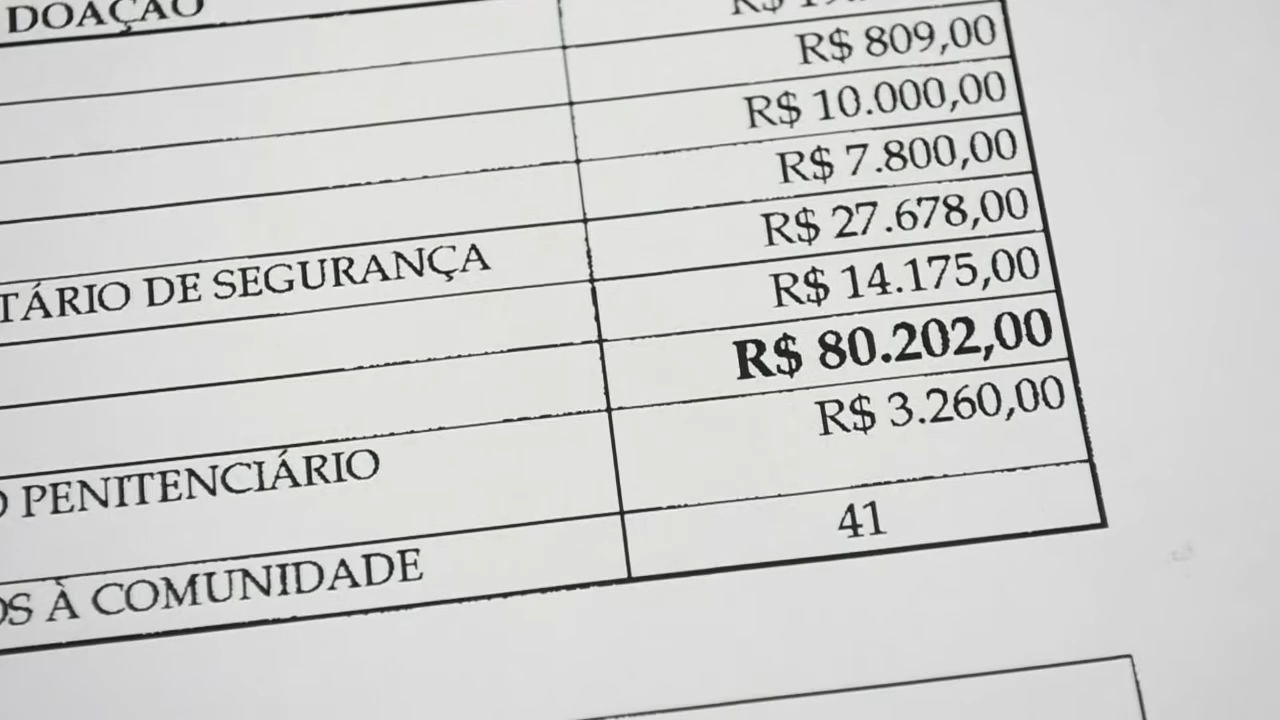 DOAÇÃO
R$ 809,00
R$ 10.000,00
R$ 7.800,00
R$ 27.678,00
TÁRIO DE SEGURANÇA R$ 14.175,00
R$ 80.202,00
O PENITENCIÁRIO R$ 3.260,00
OS À COMUNIDADE 41